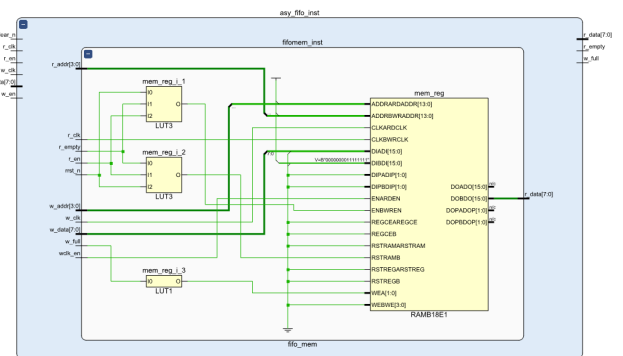 asy_fifo_inst
r_clk
r_en
w_clk
w_en
r_data[7:0]
r_empty
w_full
fifomem_inst
r_addr[3:0]
r_clk
r_empty
r_en
rrst_n
w_addr[3:0]
w_clk
w_data[7:0]
w_full
wclk_en
mem_reg_i_1
I0
I1
I2
O
LUT3
mem_reg_i_2
I0
I1
I2
O
LUT3
mem_reg_i_3
I0
O
LUT1
mem_reg
ADDRARDADDR[13:0]
ADDRBWRADDR[13:0]
CLKARDCLK
CLKBWRCLK
DIADI[15:0]
V=B"0000000011111111"
DIBDI[15:0]
DIPADIP[1:0]
DIPBDIP[1:0]
ENARDEN
ENBWREN
REGCEAREGCE
REGCEB
RSTRAMARSTRAM
RSTRAMB
RSTREGARSTREG
RSTREGB
WEA[1:0]
WEBWE[3:0]
DOADO[15:0]
DOBDO[15:0]
DOPADOP[1:0]
DOPBDOP[1:0]
RAMB18E1
r_data[7:0]
fifo_mem